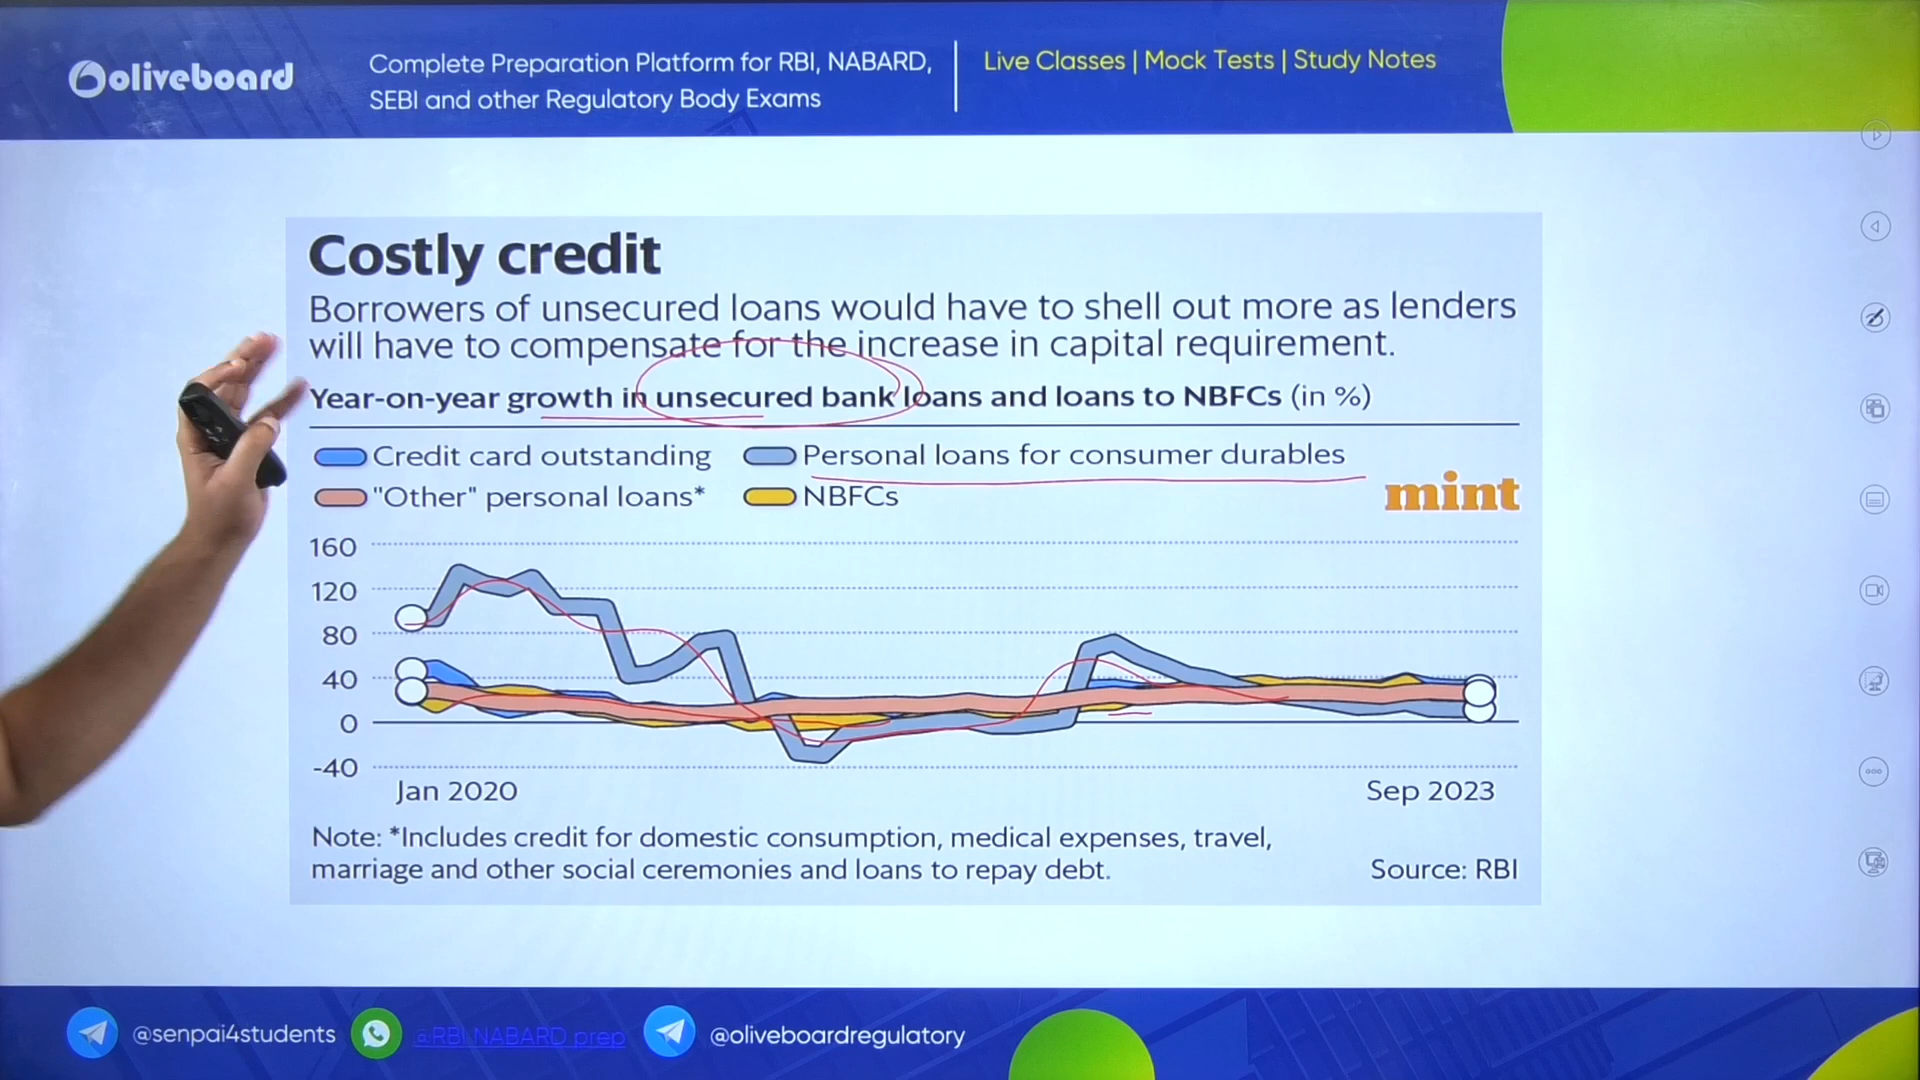 oliveboard
Complete Preparation Platform for RBI, NABARD,
SEBI and other Regulatory Body Exams
Live Classes | Mock Tests | Study Notes
Costly credit
Borrowers of unsecured loans would have to shell out more as lenders
will have to compensate for the increase in capital requirement.
Year-on-year growth in unsecured bank loans and loans to NBFCs (in %)
Credit card outstanding
Personal loans for consumer durables
"Other" personal loans*
NBFCs
mint
160
120
80
40
0
-40
Jan 2020
Sep 2023
Note: *Includes credit for domestic consumption, medical expenses, travel,
marriage and other social ceremonies and loans to repay debt.
Source: RBI
@senpai4students
@RBI NABARD prep
@oliveboardregulatory